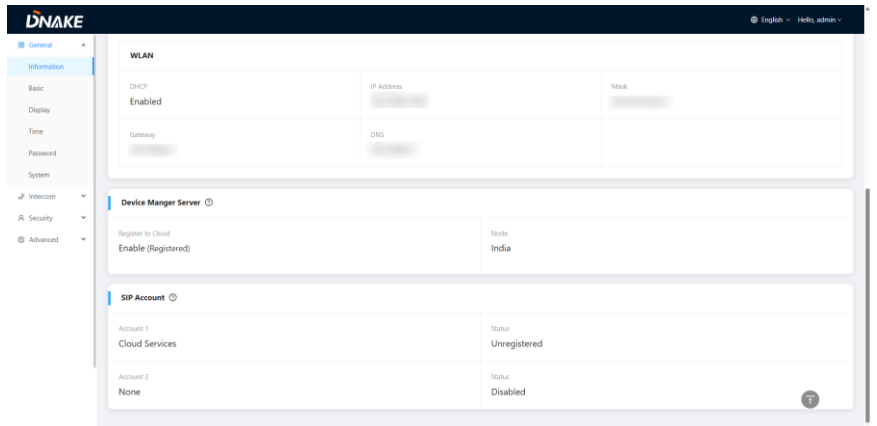 DNAKE
English
Hello, admin
General
Information
Basic
Display
Time
Password
System
Intercom
Security
Advanced
WLAN
DHCP
Enabled
IP Address
Mask
Gateway
DNS
Device Manger Server
Register to Cloud
Enable (Registered)
Node
India
SIP Account
Account 1
Cloud Services
Status
Unregistered
Account 2
None
Status
Disabled